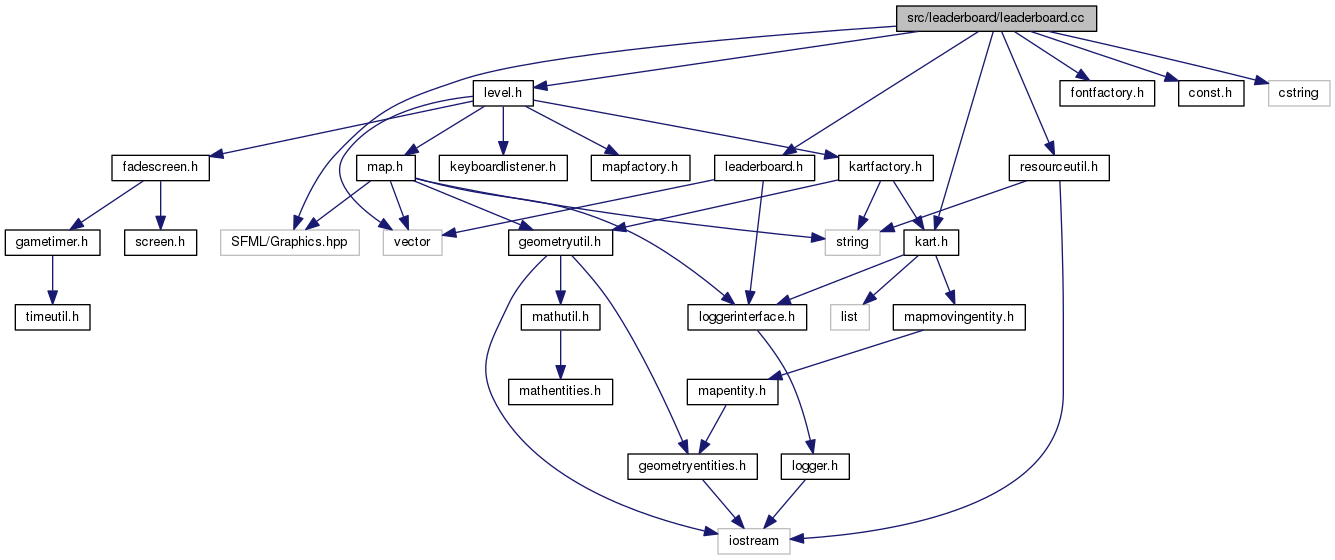 src/leaderboard/leaderboard.cc
level.h
fontfactory.h
const.h
cstring
fadescreen.h
map.h
keyboardlistener.h
mapfactory.h
leaderboard.h
kartfactory.h
resourceutil.h
gametimer.h
screen.h
SFML/Graphics.hpp
vector
geometryutil.h
string
kart.h
timeutil.h
mathutil.h
loggerinterface.h
list
mapmovingentity.h
mathentities.h
mapentity.h
geometryentities.h
logger.h
iostream